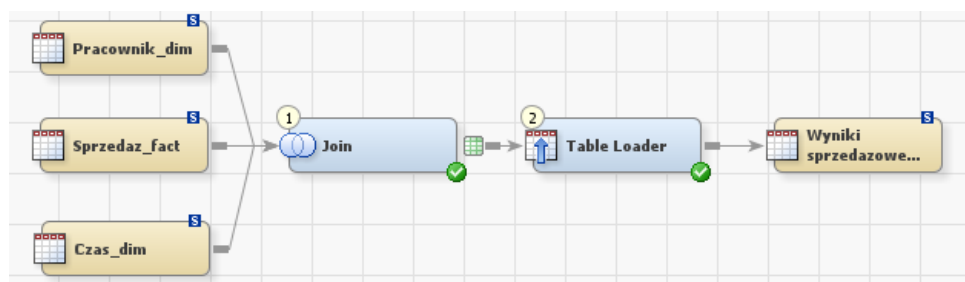 S
Pracownik_dim
S
Sprzedaz_fact
S
Czas_dim
1
Join
2
Table Loader
S
Wyniki
sprzedazowe...